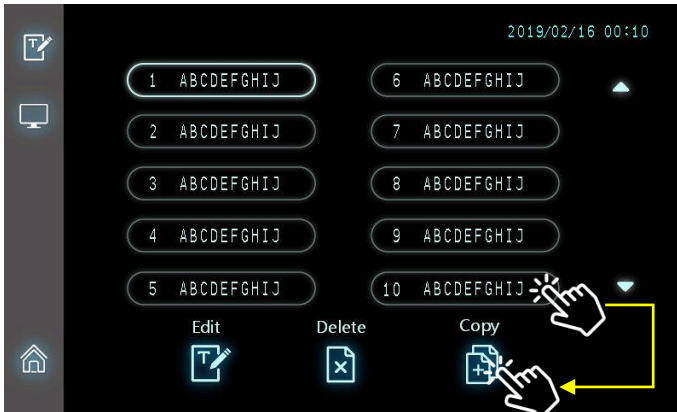 2019/02/16 00:10
1 ABCDEFGHIJ
6 ABCDEFGHIJ
2 ABCDEFGHIJ
7 ABCDEFGHIJ
3 ABCDEFGHIJ
8 ABCDEFGHIJ
4 ABCDEFGHIJ
9 ABCDEFGHIJ
5 ABCDEFGHIJ
10 ABCDEFGHIJ
Edit
Delete
Copy